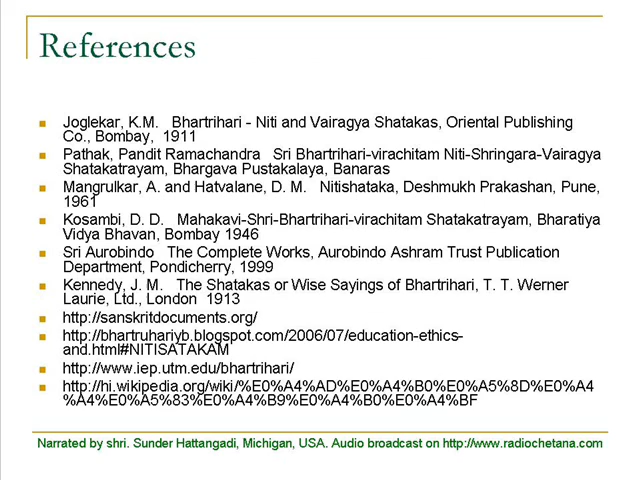 References
Joglekar, K.M. Bhartrihari - Niti and Vairagya Shatakas, Oriental Publishing
Co., Bombay, 1911
Pathak, Pandit Ramachandra Sri Bhartrihari-virachitam Niti-Shringara-Vairagya
Shatakatrayam, Bhargava Pustakalaya, Banaras
Mangrulkar, A. and Hatvalane, D. M. Nitishataka, Deshmukh Prakashan, Pune,
1961
Kosambi, D. D. Mahakavi-Shri-Bhartrihari-virachitam Shatakatrayam, Bharatiya
Vidya Bhavan, Bombay 1946
Sri Aurobindo The Complete Works, Aurobindo Ashram Trust Publication
Department, Pondicherry, 1999
Kennedy, J. M. The Shatakas or Wise Sayings of Bhartrihari, T. T. Werner
Laurie, Ltd., London 1913
http://sanskritdocuments.org/
http://bhartruhariyb.blogspot.com/2006/07/education-ethics-
and.html#NITISATAKAM
http://www.iep.utm.edu/bhartrihari/
http://hi.wikipedia.org/wiki/%E0%A4%AD%E0%A4%B0%E0%A5%8D%E0%A4
%A4%E0%A5%83%E0%A4%B9%E0%A4%B0%E0%A4%BF
Narrated by shri. Sunder Hattangadi, Michigan, USA. Audio broadcast on http://www.radiochetana.com